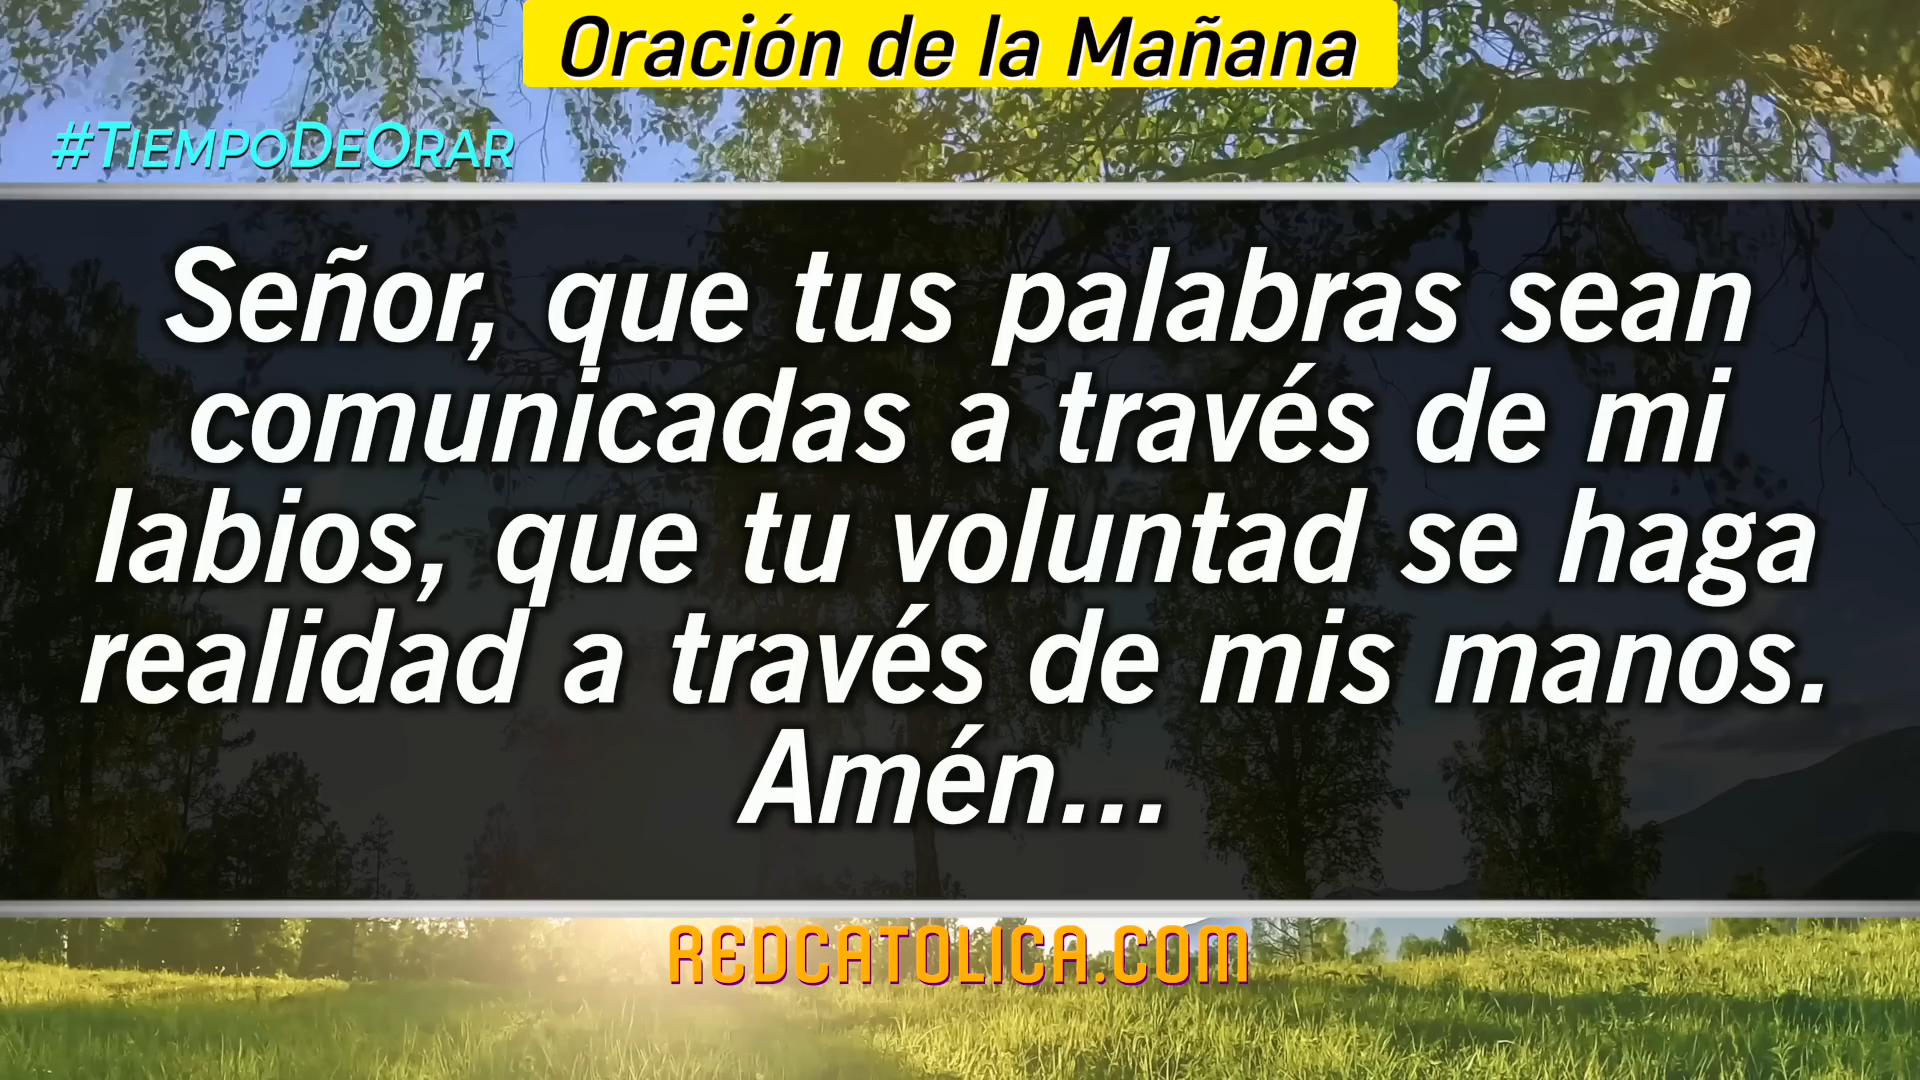 Oración de la Mañana
#TiempoDeOrar
Señor, que tus palabras sean
comunicadas a través de mi
labios, que tu voluntad se haga
realidad a través de mis manos.
Amén...
REDCATOLICA.COM